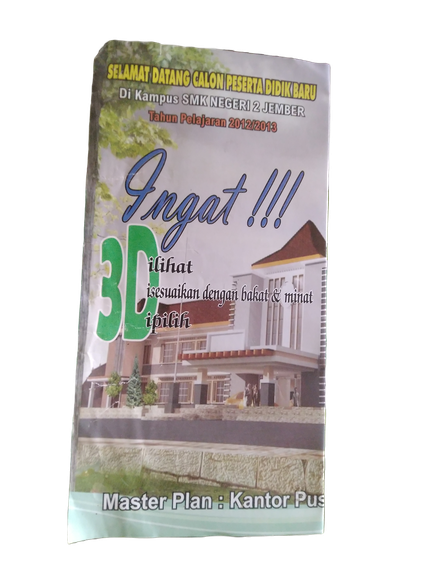 SELAMAT DATANG CALON PESERTA DIDIK BARU
Di Kampus SMK NEGERI 2 JEMBER
Tahun Pelajaran 2012/2013
Ingat !!!
3D
ilihat
isesuaikan dengan bakat & minat
ipilih
Master Plan : Kantor Pus